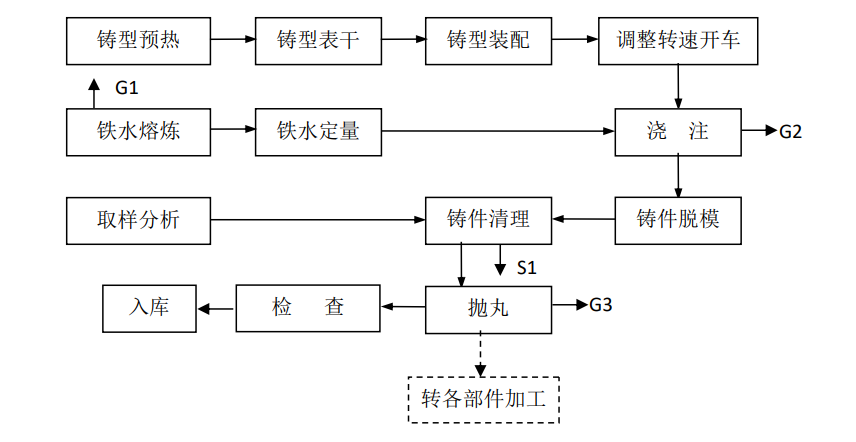 铸型预热
铸型表干
铸型装配
调整转速开车
G1
铁水熔炼
铁水定量
浇 注
G2
取样分析
铸件清理
铸件脱模
S1
入库
检 查
抛丸
G3
转各部件加工